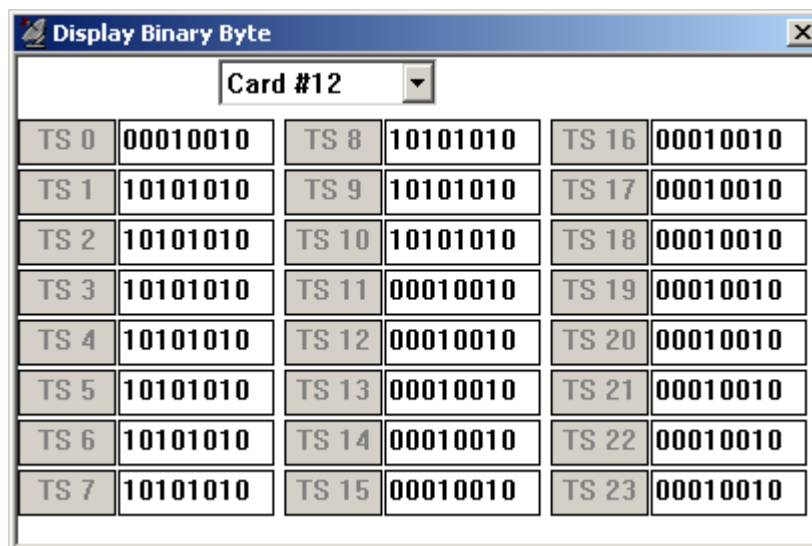 Display Binary Byte
Card #12
TS 0 00010010 TS 8 10101010 TS 16 00010010
TS 1 10101010 TS 9 10101010 TS 17 00010010
TS 2 10101010 TS 10 10101010 TS 18 00010010
TS 3 10101010 TS 11 00010010 TS 19 00010010
TS 4 10101010 TS 12 00010010 TS 20 00010010
TS 5 10101010 TS 13 00010010 TS 21 00010010
TS 6 10101010 TS 14 00010010 TS 22 00010010
TS 7 10101010 TS 15 00010010 TS 23 00010010